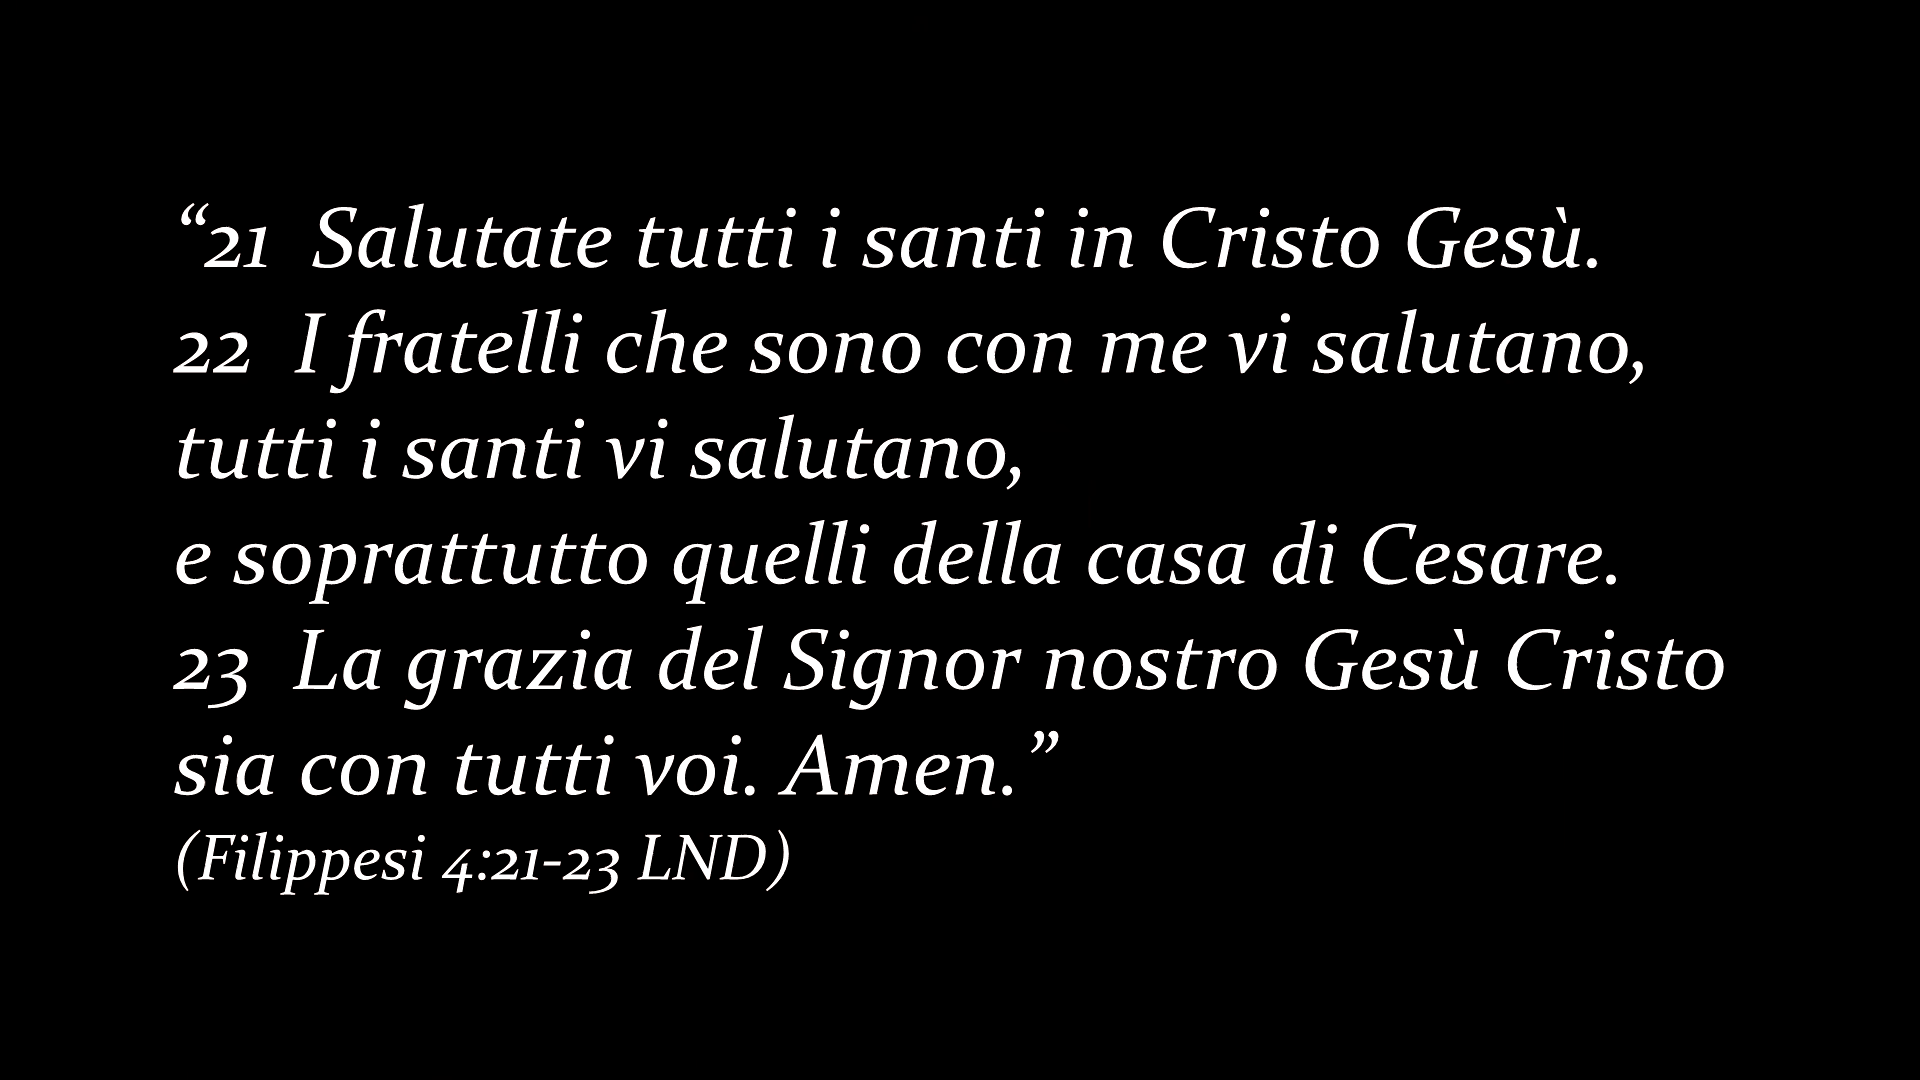 “21  Salutate tutti i santi in Cristo Gesù.
22  I fratelli che sono con me vi salutano,
tutti i santi vi salutano,
e soprattutto quelli della casa di Cesare.
23  La grazia del Signor nostro Gesù Cristo
sia con tutti voi. Amen.”
(Filippesi 4:21-23 LND)